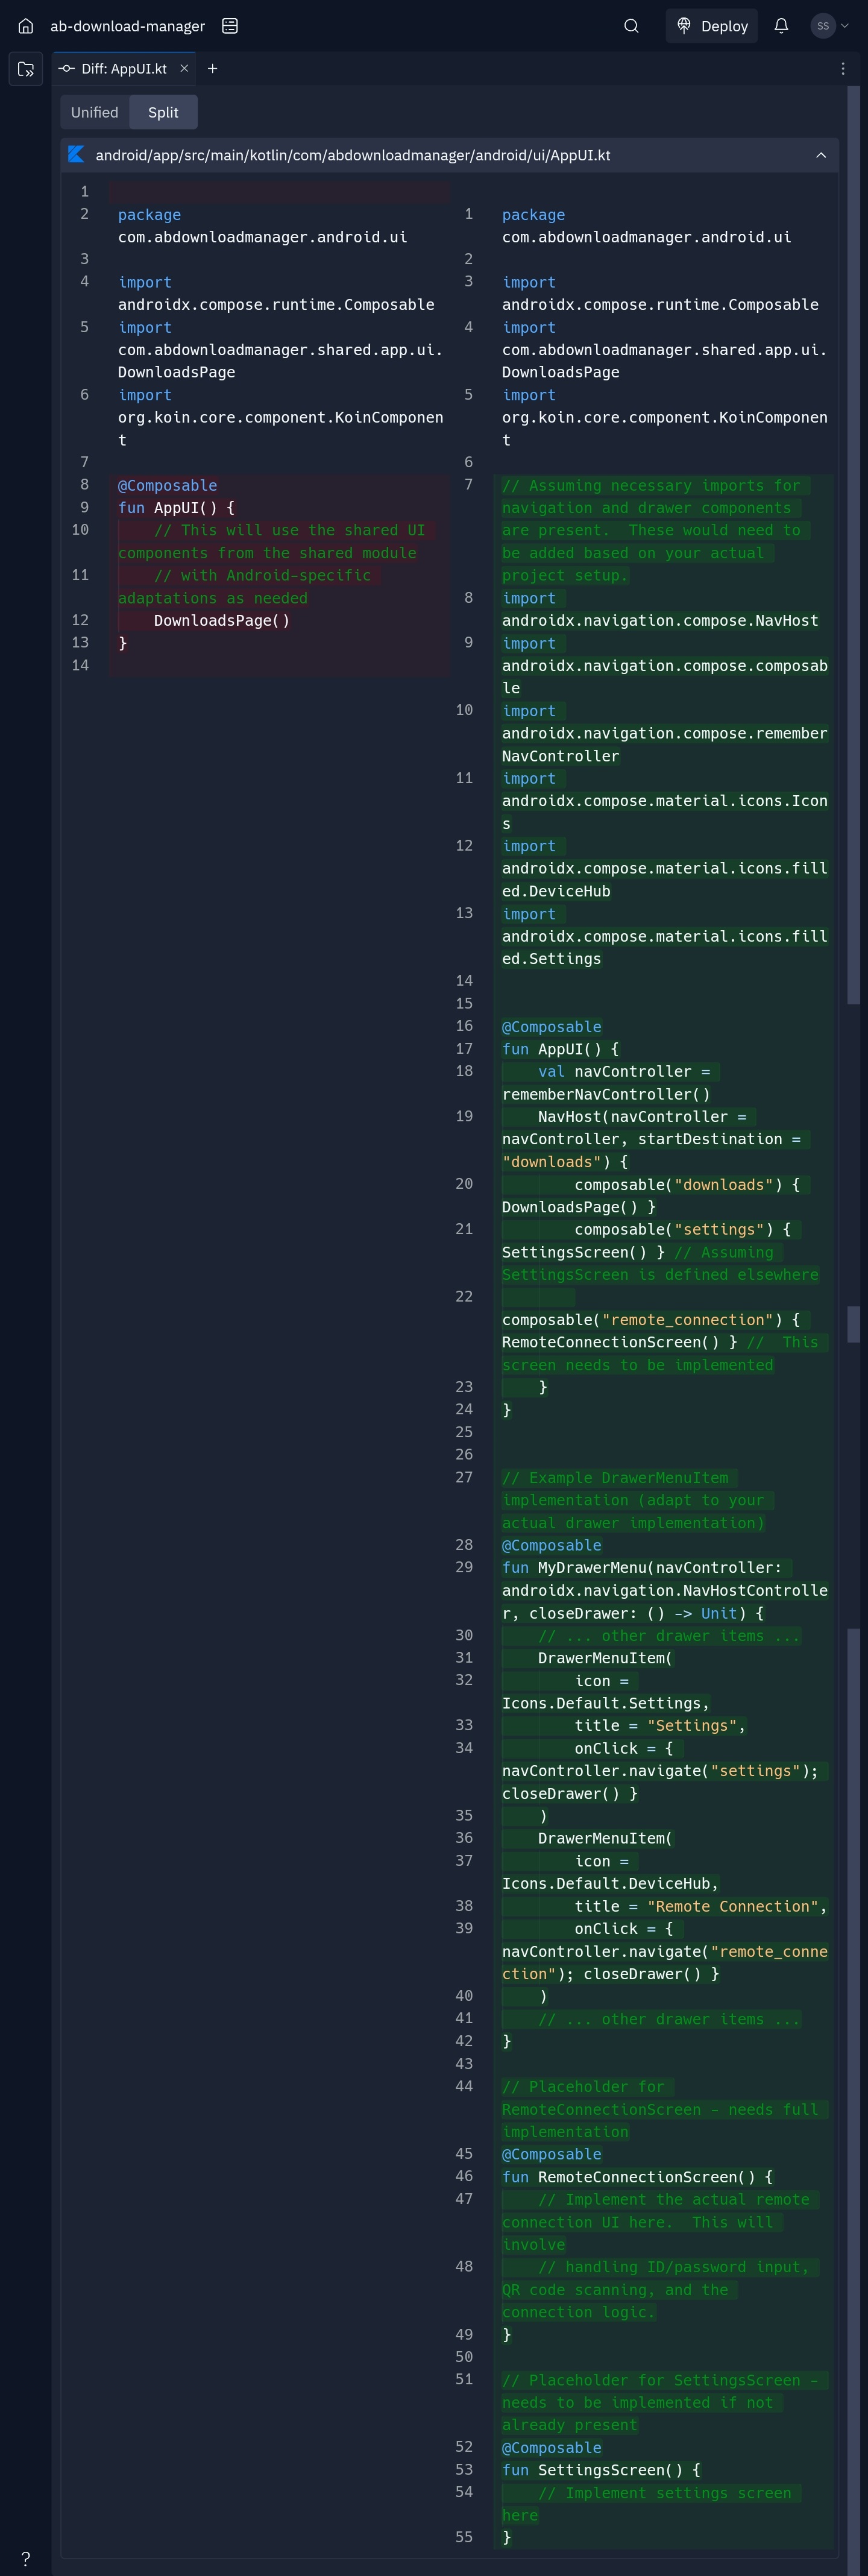 ab-download-manager
Deploy
SS
Diff: AppUI.kt
Unified
Split
android/app/src/main/kotlin/com/abdownloadmanager/android/ui/AppUI.kt
1
2 package
com.abdownloadmanager.android.ui
3
4 import
androidx.compose.runtime.Composable
5 import
com.abdownloadmanager.shared.app.ui.
DownloadsPage
6 import
org.koin.core.component.KoinComponen
t
7
8 @Composable
9 fun AppUI() {
10     // This will use the shared UI
components from the shared module
11     // with Android-specific
adaptations as needed
12     DownloadsPage()
13 }
14
1 package
com.abdownloadmanager.android.ui
2
3 import
androidx.compose.runtime.Composable
4 import
com.abdownloadmanager.shared.app.ui.
DownloadsPage
5 import
org.koin.core.component.KoinComponen
t
6
7 // Assuming necessary imports for
navigation and drawer components
are present.  These would need to
be added based on your actual
project setup.
8 import
androidx.navigation.compose.NavHost
9 import
androidx.navigation.compose.composab
le
10 import
androidx.navigation.compose.remember
NavController
11 import
androidx.compose.material.icons.Icon
s
12 import
androidx.compose.material.icons.fill
ed.DeviceHub
13 import
androidx.compose.material.icons.fill
ed.Settings
14
15
16 @Composable
17 fun AppUI() {
18     val navController =
rememberNavController()
19     NavHost(navController =
navController, startDestination =
"downloads") {
20         composable("downloads") {
DownloadsPage() }
21         composable("settings") {
SettingsScreen() } // Assuming
SettingsScreen is defined elsewhere
22
composable("remote_connection") {
RemoteConnectionScreen() } //  This
screen needs to be implemented
23     }
24 }
25
26
27 // Example DrawerMenuItem
implementation (adapt to your
actual drawer implementation)
28 @Composable
29 fun MyDrawerMenu(navController:
androidx.navigation.NavHostControlle
r, closeDrawer: () -> Unit) {
30     // ... other drawer items ...
31     DrawerMenuItem(
32         icon =
Icons.Default.Settings,
33         title = "Settings",
34         onClick = {
navController.navigate("settings");
closeDrawer() }
35     )
36     DrawerMenuItem(
37         icon =
Icons.Default.DeviceHub,
38         title = "Remote Connection",
39         onClick = {
navController.navigate("remote_conne
ction"); closeDrawer() }
40     )
41     // ... other drawer items ...
42 }
43
44 // Placeholder for
RemoteConnectionScreen - needs full
implementation
45 @Composable
46 fun RemoteConnectionScreen() {
47     // Implement the actual remote
connection UI here.  This will
involve
48     // handling ID/password input,
QR code scanning, and the
connection logic.
49 }
50
51 // Placeholder for SettingsScreen -
needs to be implemented if not
already present
52 @Composable
53 fun SettingsScreen() {
54     // Implement settings screen
here
55 }
?